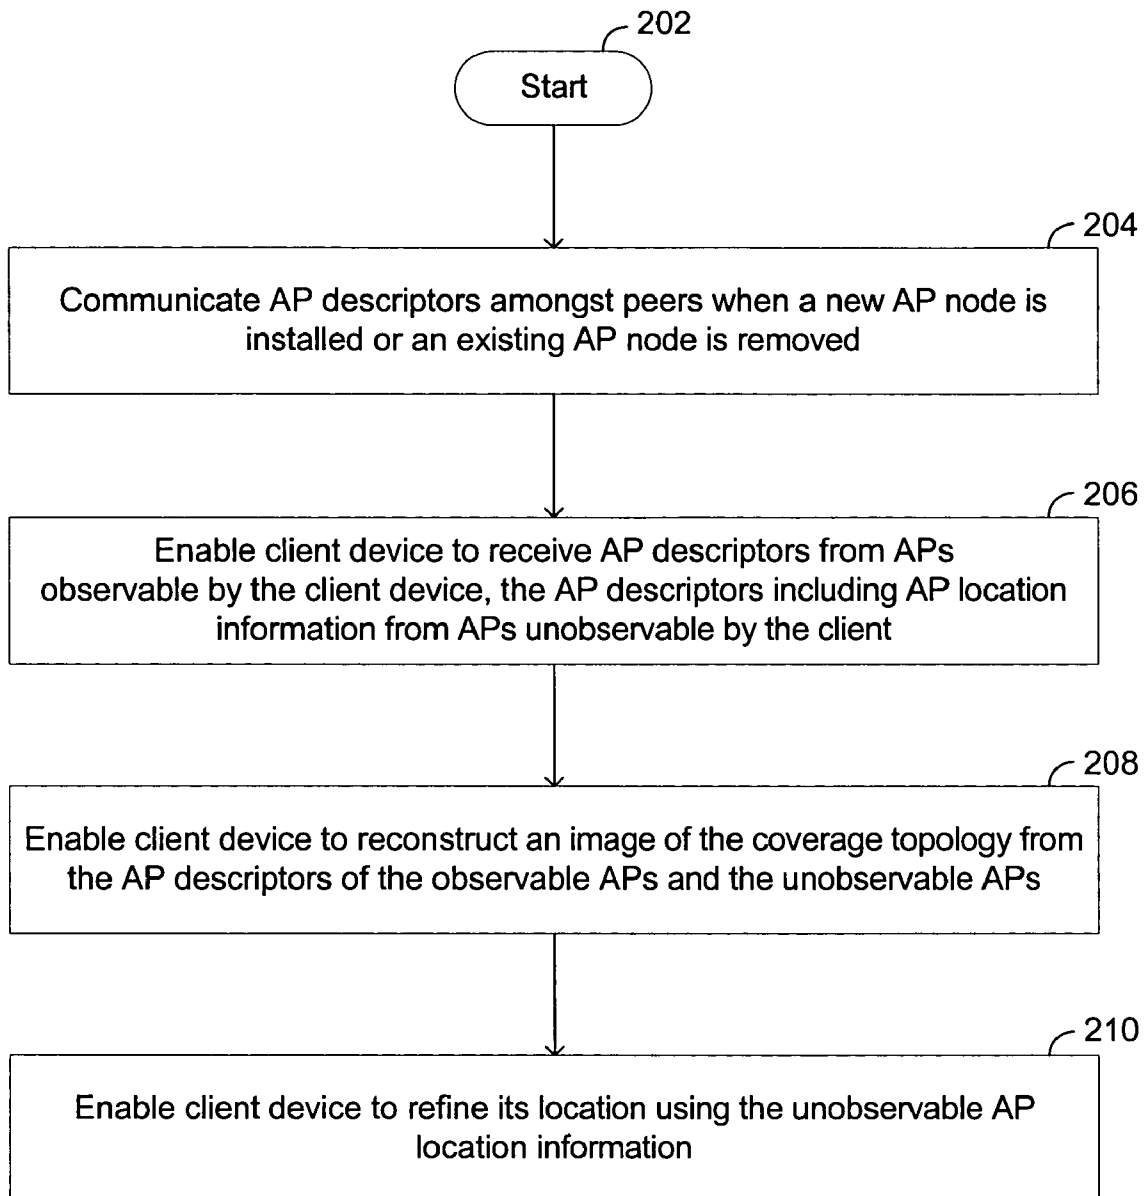 202
Start
204
Communicate AP descriptors amongst peers when a new AP node is
installed or an existing AP node is removed
206
Enable client device to receive AP descriptors from APs
observable by the client device, the AP descriptors including AP location
information from APs unobservable by the client
208
Enable client device to reconstruct an image of the coverage topology from
the AP descriptors of the observable APs and the unobservable APs
210
Enable client device to refine its location using the unobservable AP
location information